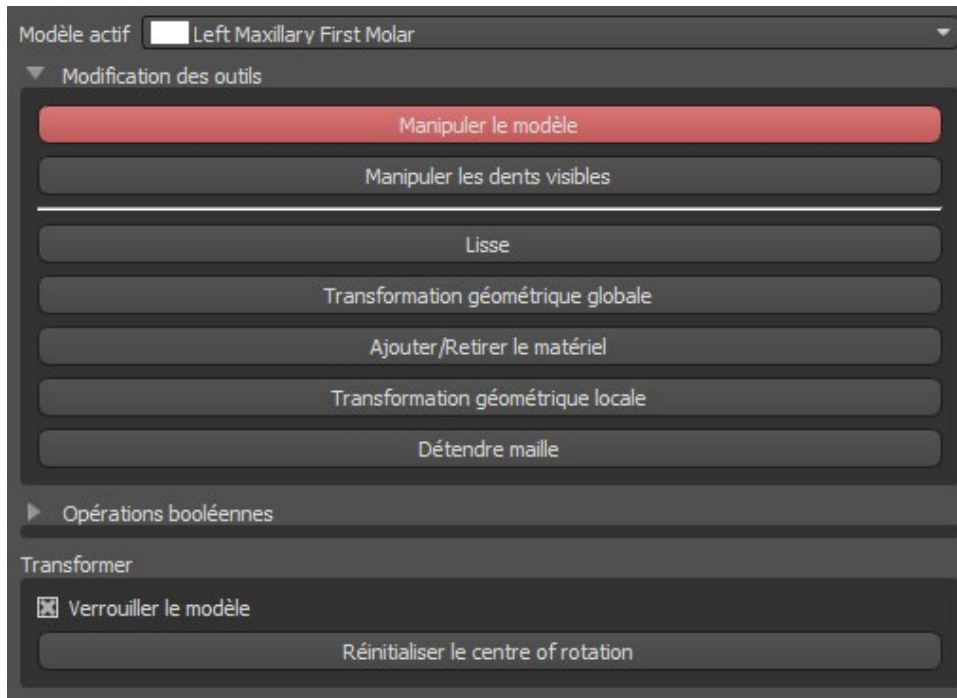 Modèle actif Left Maxillary First Molar
Modification des outils
Manipuler le modèle
Manipuler les dents visibles
Lisse
Transformation géométrique globale
Ajouter/Retirer le matériel
Transformation géométrique locale
Détendre maille
Opérations booléennes
Transformer
Verrouiller le modèle
Réinitialiser le centre of rotation